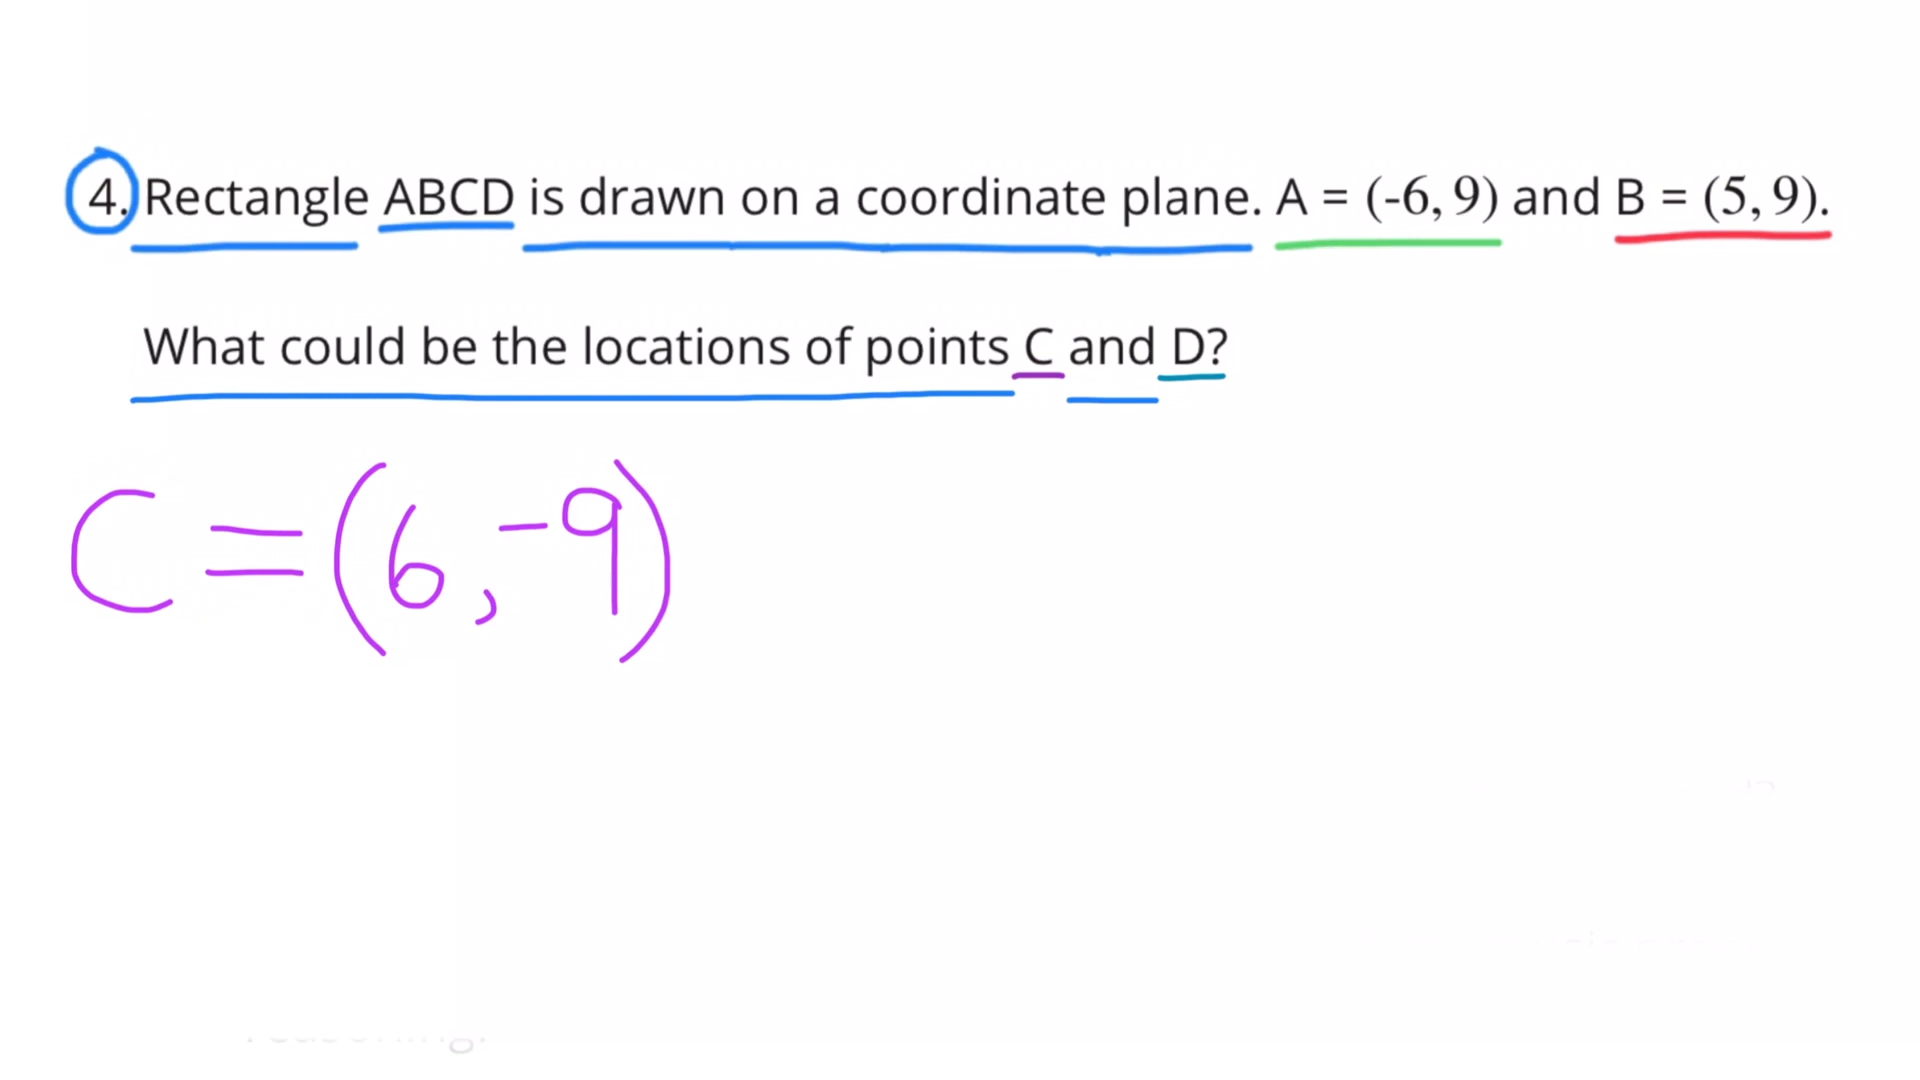 4. Rectangle ABCD is drawn on a coordinate plane. A = (-6, 9) and B = (5, 9).
What could be the locations of points C and D?
C = (6, -9)